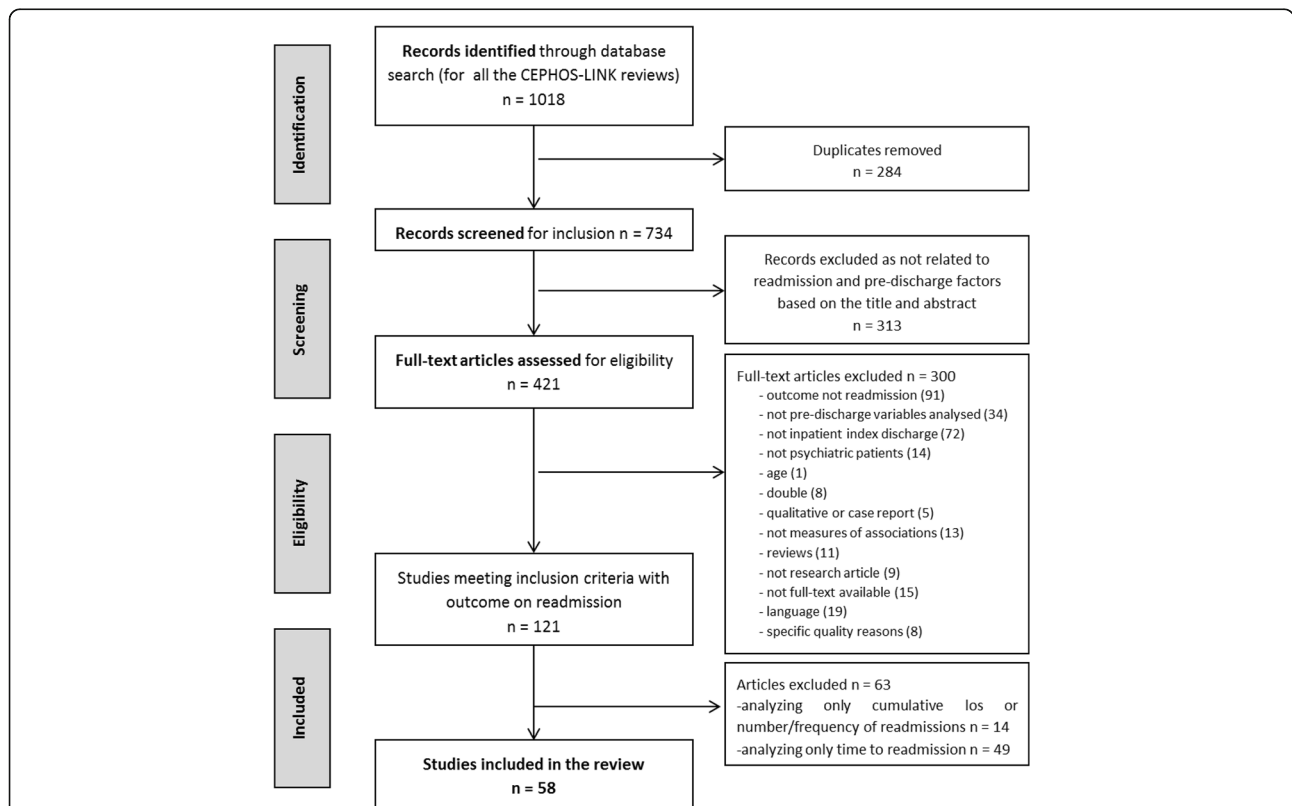 Identification
Records identified through database
search (for all the CEPHOS-LINK reviews)
n = 1018
Duplicates removed
n = 284
Records screened for inclusion n = 734
Screening
Records excluded as not related to
readmission and pre-discharge factors
based on the title and abstract
n = 313
Full-text articles assessed for eligibility
n = 421
Full-text articles excluded n = 300
- outcome not readmission (91)
- not pre-discharge variables analysed (34)
- not inpatient index discharge (72)
- not psychiatric patients (14)
- age (1)
- double (8)
- qualitative or case report (5)
- not measures of associations (13)
- reviews (11)
- not research article (9)
- not full-text available (15)
- language (19)
- specific quality reasons (8)
Eligibility
Studies meeting inclusion criteria with
outcome on readmission
n = 121
Included
Articles excluded n = 63
-analyzing only cumulative los or
number/frequency of readmissions n = 14
-analyzing only time to readmission n = 49
Studies included in the review
n = 58